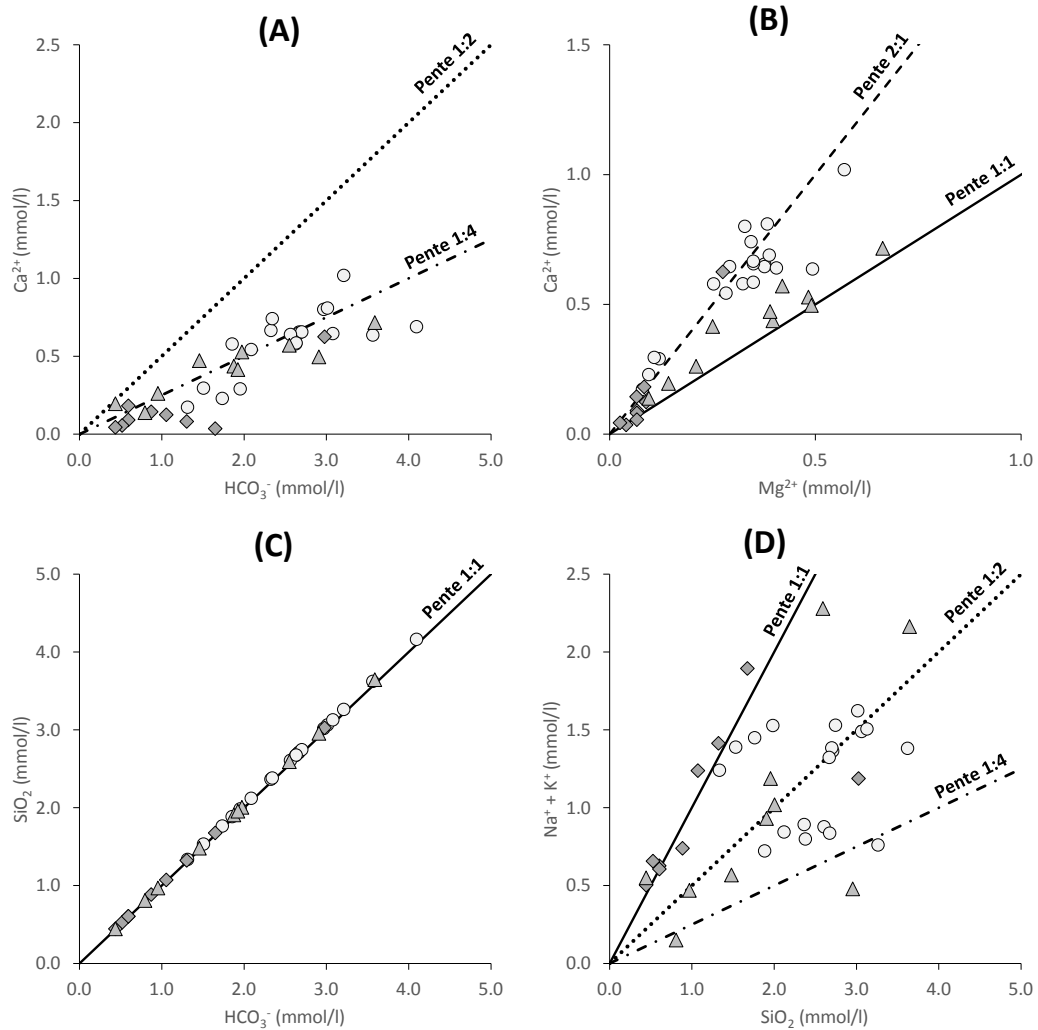 (A)
2.5
2.0
1.5
1.0
0.5
0.0
Ca²⁺ (mmol/l)
Pente 1:2
Pente 1:4
0.0 1.0 2.0 3.0 4.0 5.0
HCO₃⁻ (mmol/l)
(B)
1.5
1.0
0.5
0.0
Ca²⁺ (mmol/l)
Pente 2:1
Pente 1:1
0.0 0.5 1.0
Mg²⁺ (mmol/l)
(C)
5.0
4.0
3.0
2.0
1.0
0.0
SiO₂ (mmol/l)
Pente 1:1
0.0 1.0 2.0 3.0 4.0 5.0
HCO₃⁻ (mmol/l)
(D)
2.5
2.0
1.5
1.0
0.5
0.0
Na⁺ + K⁺ (mmol/l)
Pente 1:1
Pente 1:2
Pente 1:4
0.0 1.0 2.0 3.0 4.0 5.0
SiO₂ (mmol/l)